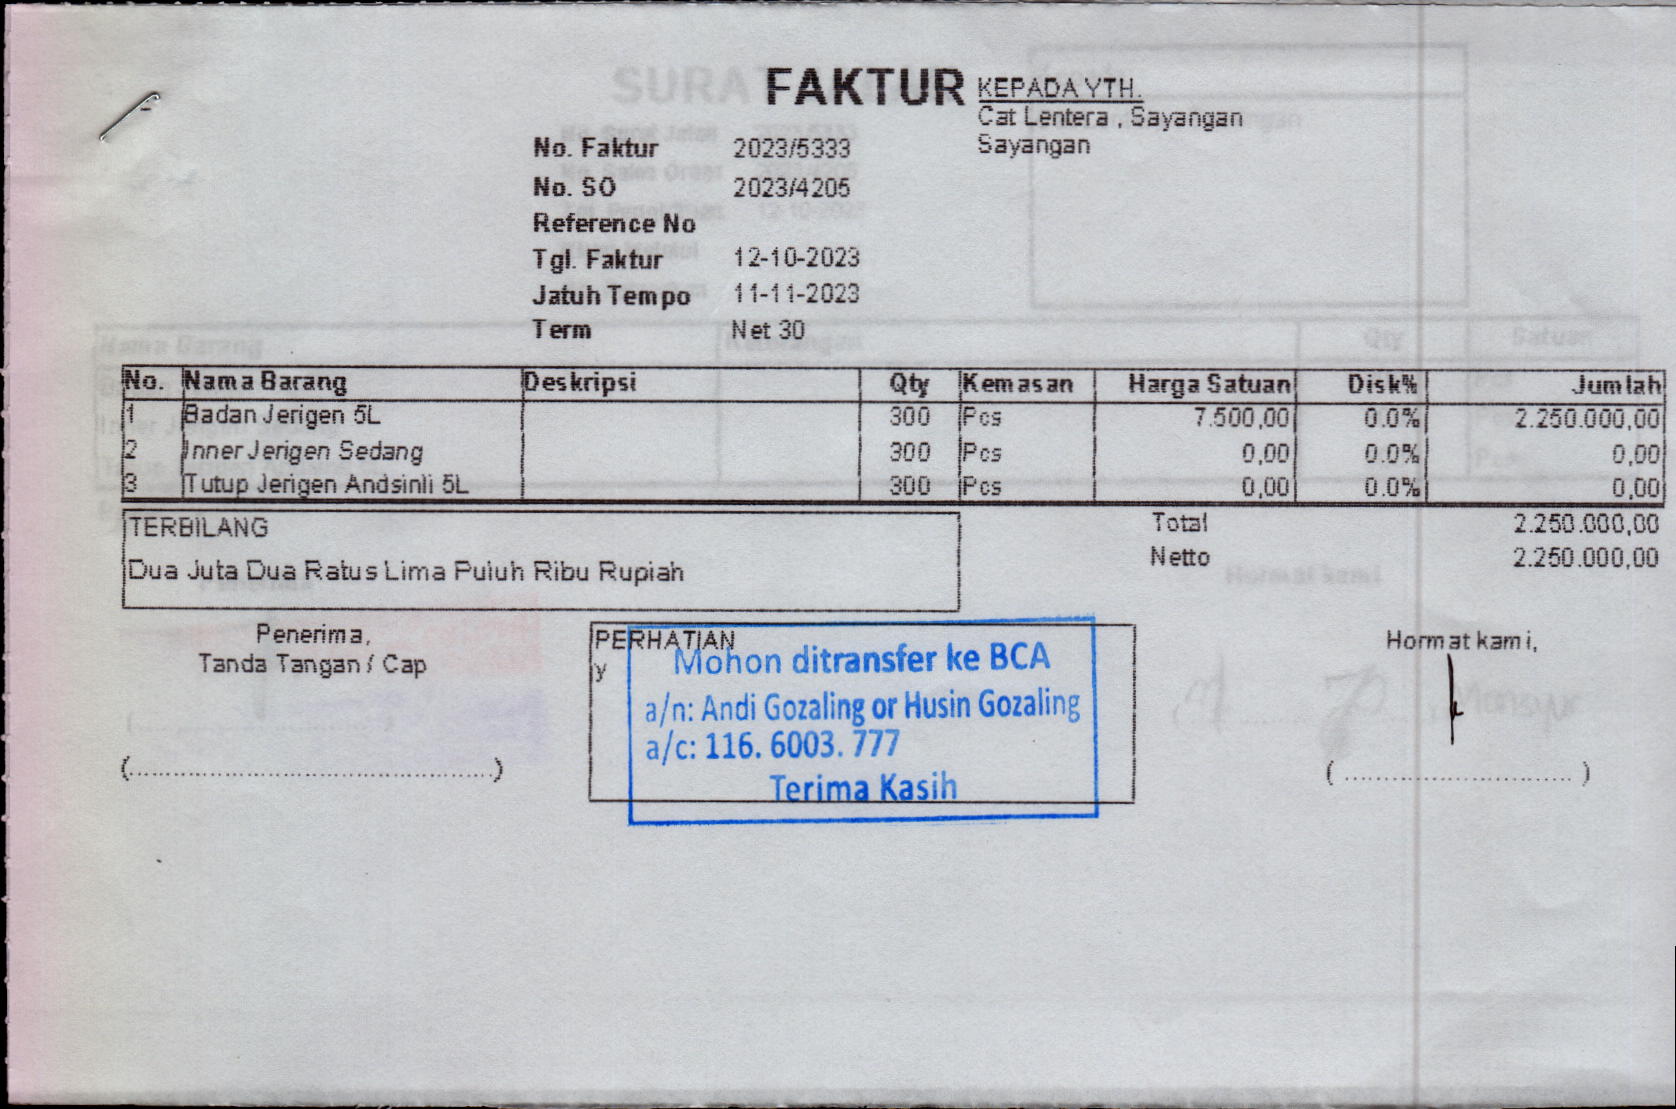 FAKTUR
KEPADA YTH.
Cat Lentera , Sayangan
Sayangan
No. Faktur 2023/5333
No. SO 2023/4205
Reference No
Tgl. Faktur 12-10-2023
Jatuh Tempo 11-11-2023
Term Net 30
No. Nama Barang Deskripsi Qty Kemasan Harga Satuan Disk% Jumlah
1 Badan Jerigen 5L 300 Pcs 7.500,00 0.0% 2.250.000,00
2 Inner Jerigen Sedang 300 Pcs 0,00 0.0% 0,00
3 Tutup Jerigen Andsinli 5L 300 Pcs 0,00 0.0% 0,00
TERBILANG
Dua Juta Dua Ratus Lima Puluh Ribu Rupiah
Total 2.250.000,00
Netto 2.250.000,00
Penerima,
Tanda Tangan / Cap
(..............................................)
PERHATIAN
y
Mohon ditransfer ke BCA
a/n: Andi Gozaling or Husin Gozaling
a/c: 116. 6003. 777
Terima Kasih
Hormat kami,
( ............................. )